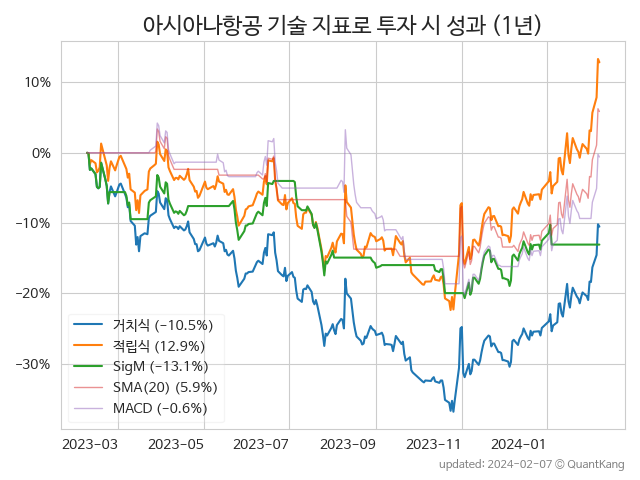 아시아나항공 기술 지표로 투자 시 성과 (1년)
10%
0%
−10%
−20%
−30%
거치식 (−10.5%)
적립식 (12.9%)
SigM (−13.1%)
SMA(20) (5.9%)
MACD (−0.6%)
2023−03 2023−05 2023−07 2023−09 2023−11 2024−01
updated: 2024−02−07 © QuantKang